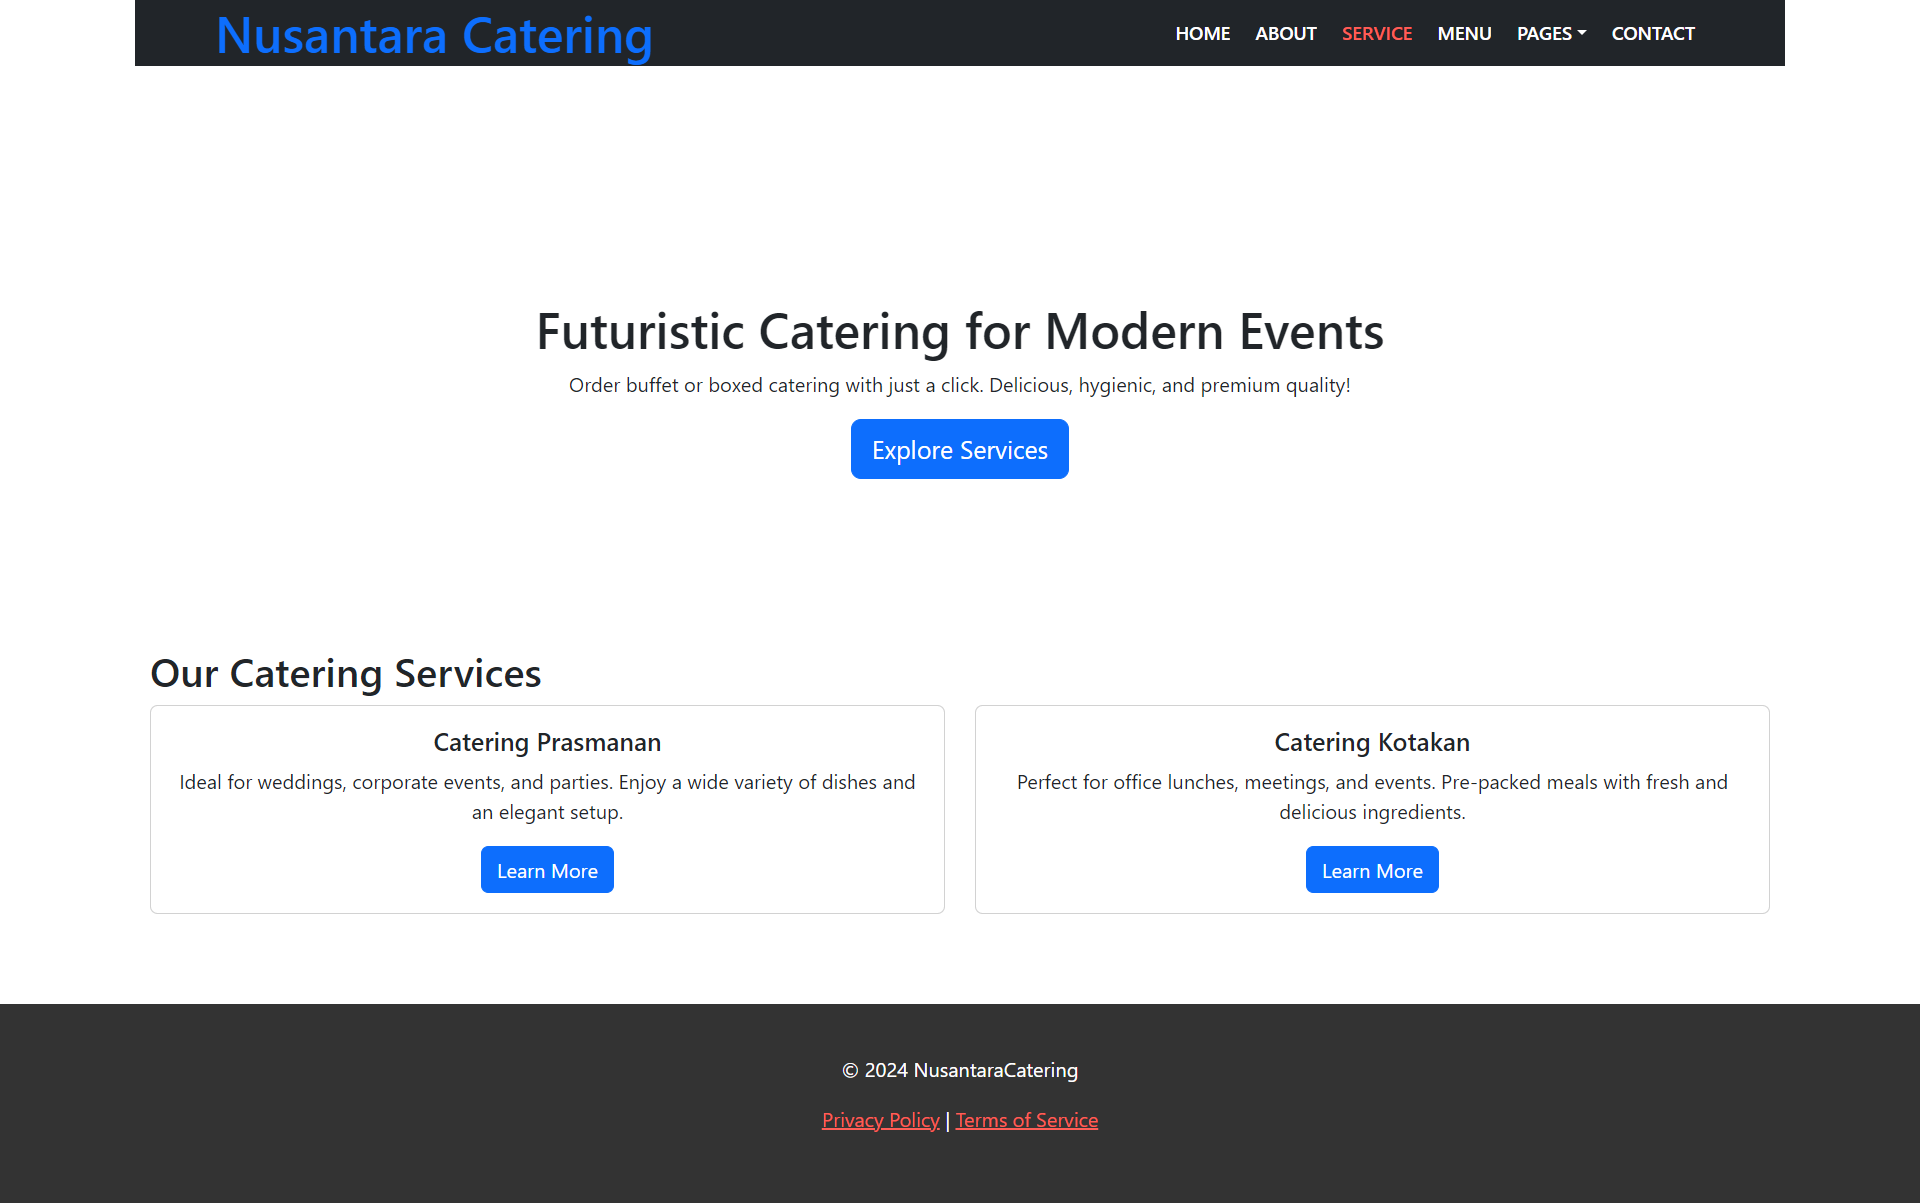 Nusantara Catering
HOME ABOUT SERVICE MENU PAGES CONTACT
Futuristic Catering for Modern Events
Order buffet or boxed catering with just a click. Delicious, hygienic, and premium quality!
Explore Services
Our Catering Services
Catering Prasmanan
Ideal for weddings, corporate events, and parties. Enjoy a wide variety of dishes and
an elegant setup.
Learn More
Catering Kotakan
Perfect for office lunches, meetings, and events. Pre-packed meals with fresh and
delicious ingredients.
Learn More
© 2024 NusantaraCatering
Privacy Policy | Terms of Service